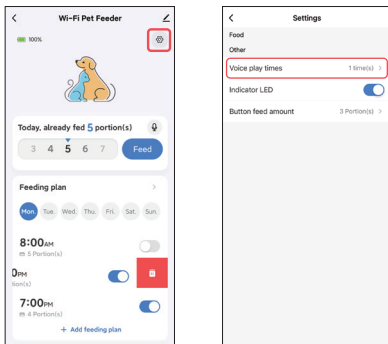 Wi-Fi Pet Feeder
100%
Today, already fed 5 portion(s)
3 4 5 6 7 Feed
Feeding plan
Mon. Tue. Wed. Thu. Fri. Sat. Sun.
8:00AM
5 Portion(s)
0PM
tion(s)
7:00PM
4 Portion(s)
+ Add feeding plan
Settings
Food
Other
Voice play times 1 time(s)
Indicator LED
Button feed amount 3 Portion(s)